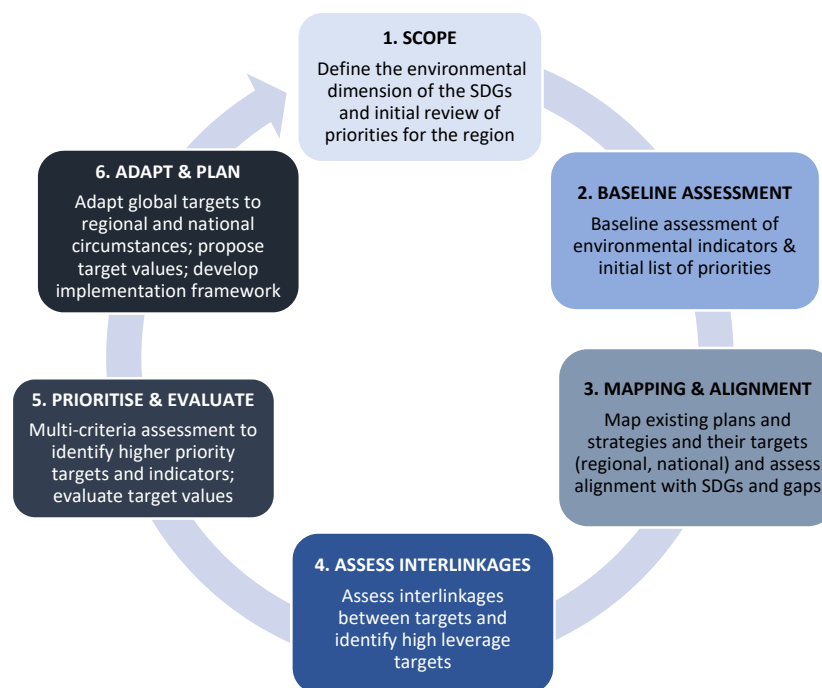 1. SCOPE
Define the environmental
dimension of the SDGs
and initial review of
priorities for the region
2. BASELINE ASSESSMENT
Baseline assessment of
environmental indicators &
initial list of priorities
3. MAPPING & ALIGNMENT
Map existing plans and
strategies and their targets
(regional, national) and assess
alignment with SDGs and gaps
4. ASSESS INTERLINKAGES
Assess interlinkages
between targets and
identify high leverage
targets
5. PRIORITISE & EVALUATE
Multi-criteria assessment to
identify higher priority
targets and indicators;
evaluate target values
6. ADAPT & PLAN
Adapt global targets to
regional and national
circumstances; propose
target values; develop
implementation framework